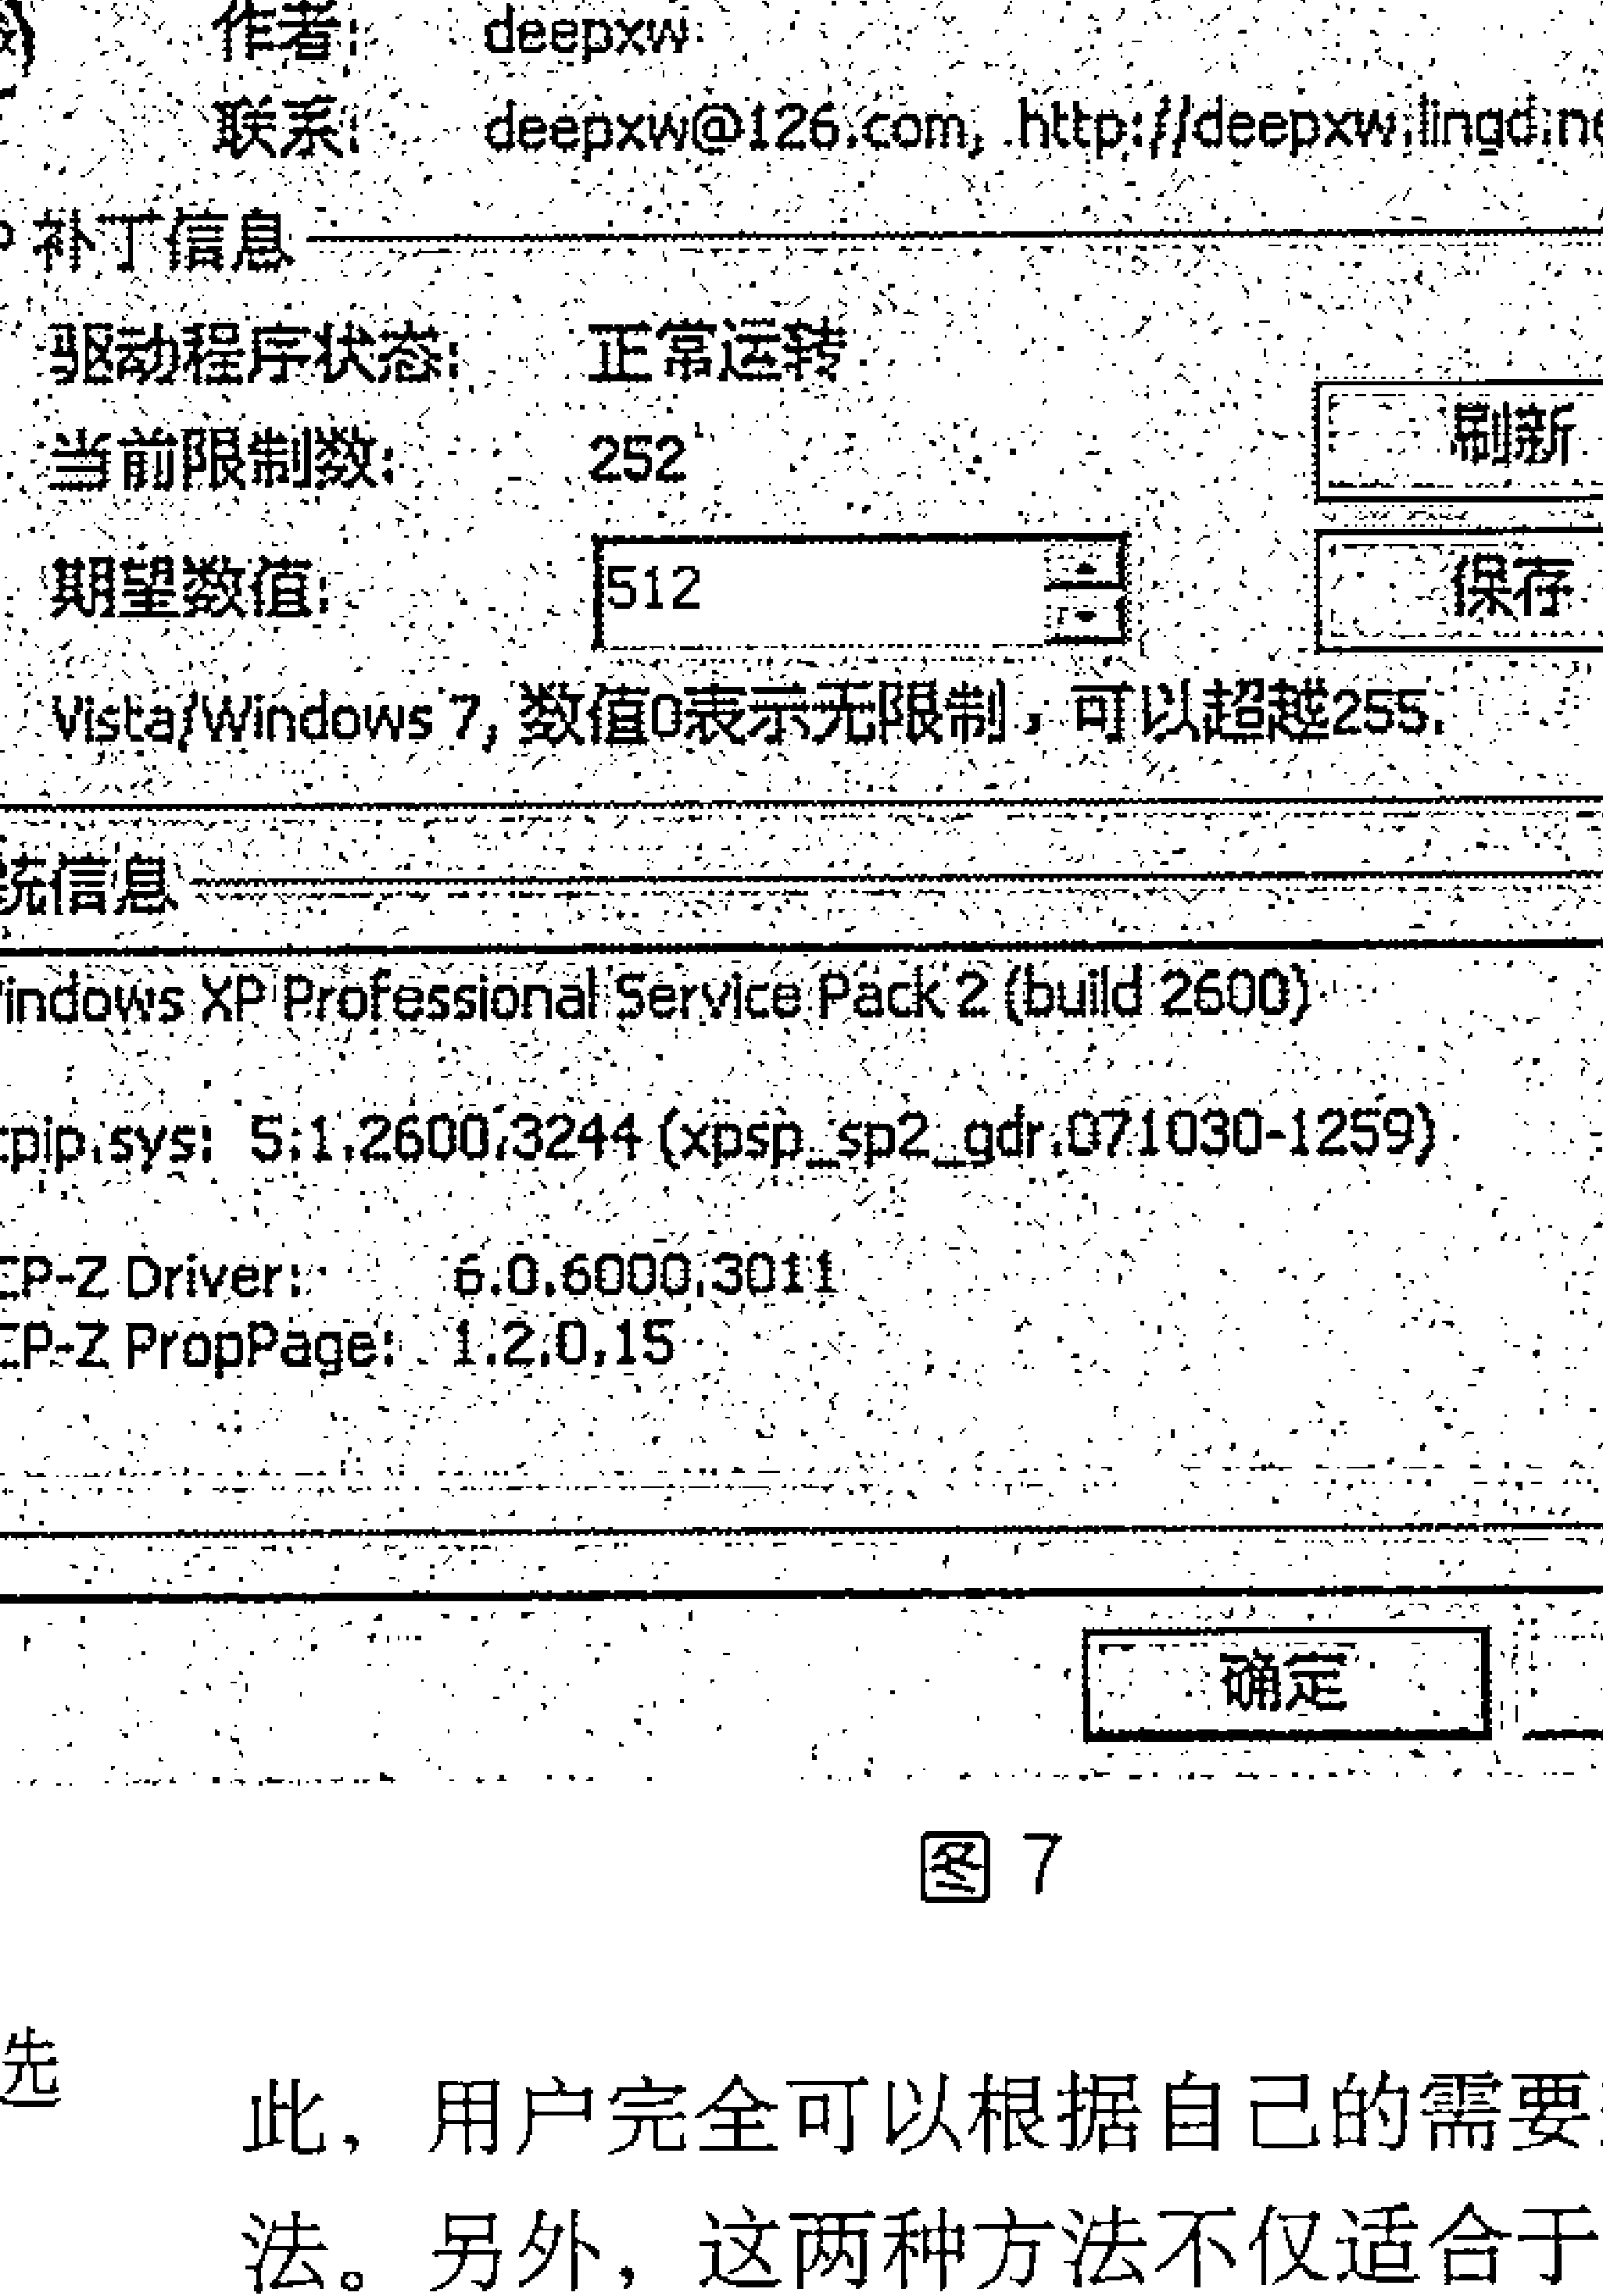 作者: deepxw
联系: deepxw@126.com, http://deepxw.lingd.ne
P 补丁信息
驱动程序状态: 正常运转
当前限制数: 252 刷新
期望数值: 512 保存
Vista/Windows 7, 数值0表示无限制，可以超越255.
统信息
indows XP Professional Service Pack 2 (build 2600)
cpip.sys: 5.1.2600.3244 (xpsp_sp2_gdr.071030-1259)
CP-Z Driver: 6.0.6000.3011
CP-Z PropPage: 1.2.0.15
确定
图 7
先
此，用户完全可以根据自己的需要
法。另外，这两种方法不仅适合于